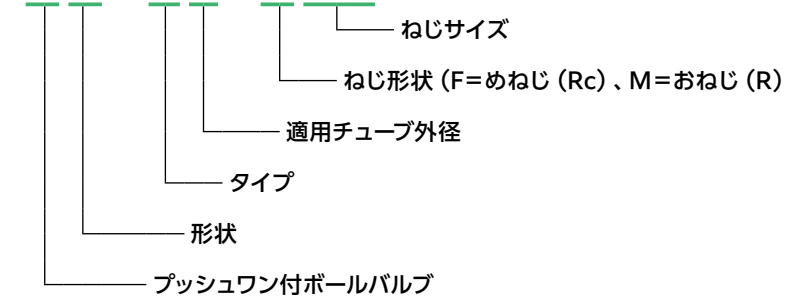 ねじサイズ
ねじ形状（F=めねじ（Rc）、M=おねじ（R）
適用チューブ外径
タイプ
形状
プッシュワン付ボールバルブ